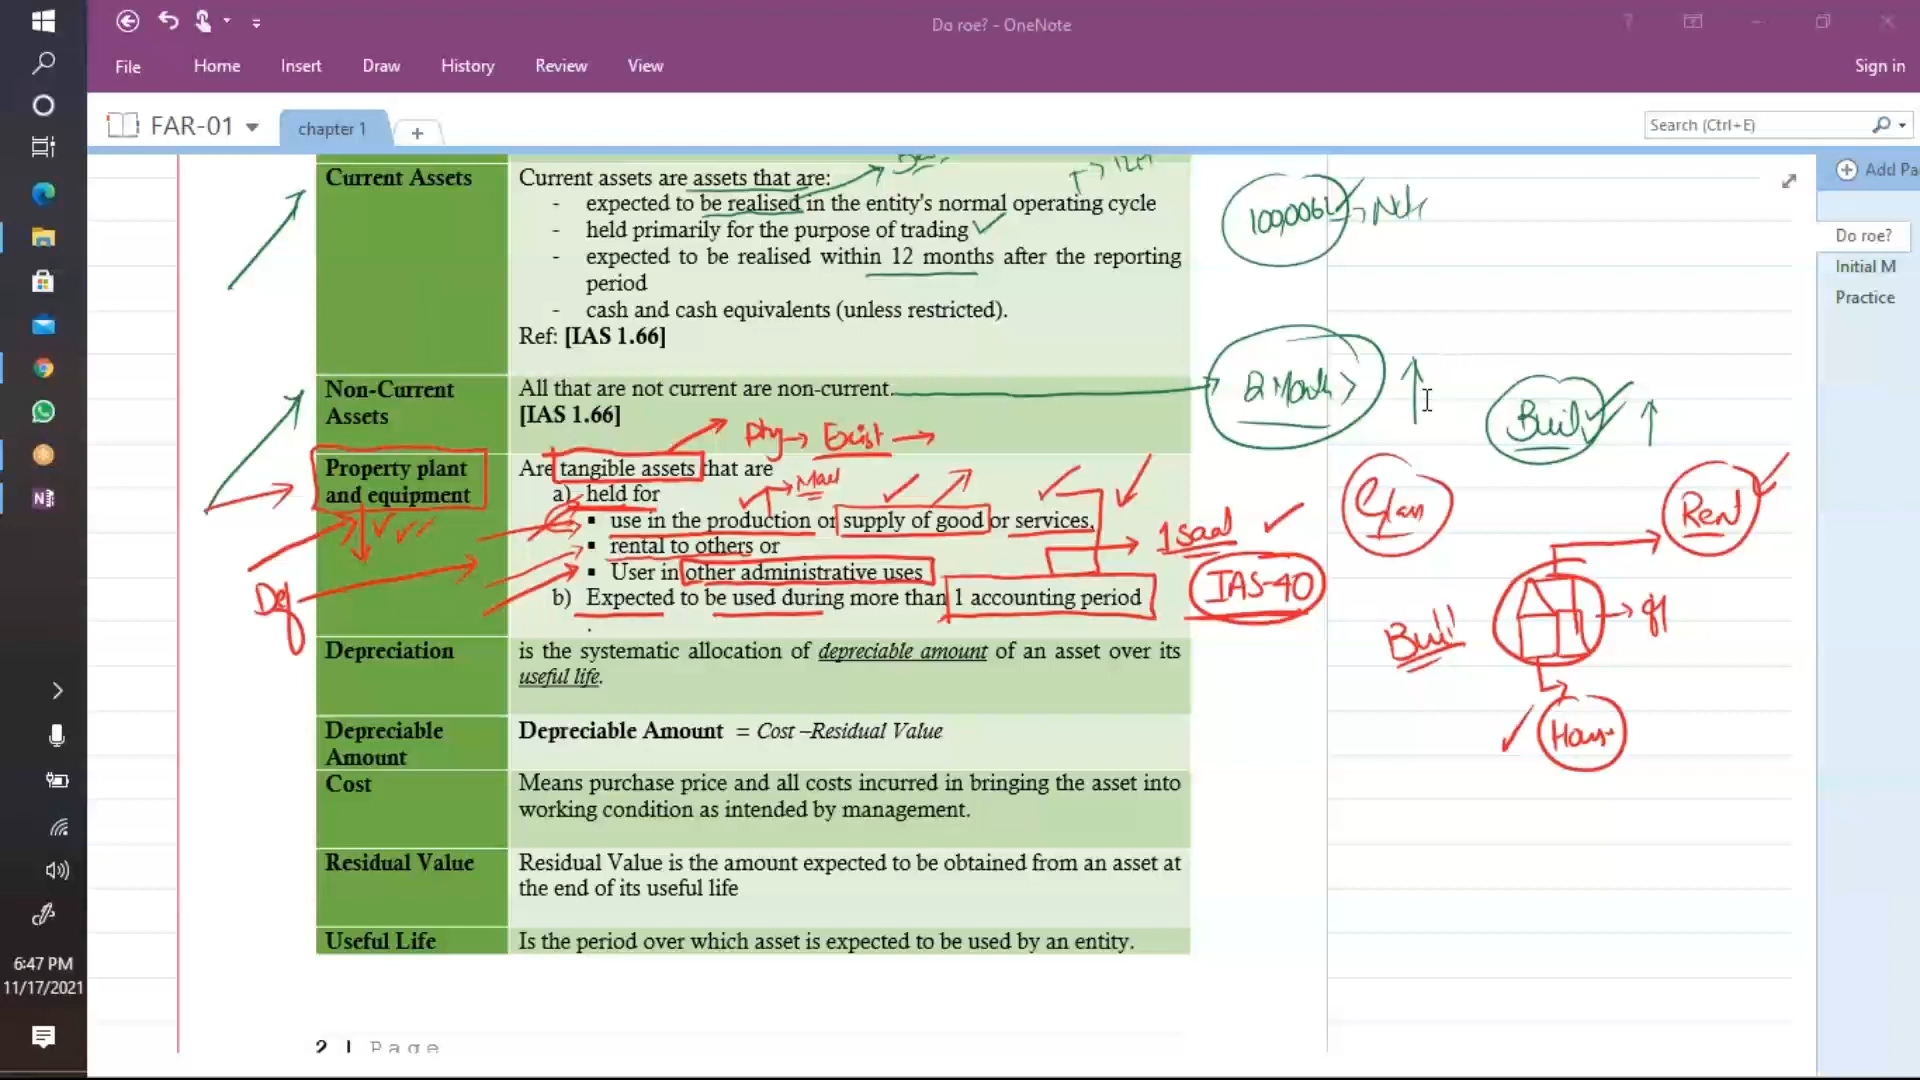 Do roe? - OneNote
File Home Insert Draw History Review View
Sign in
FAR-01
chapter 1
Search (Ctrl+E)
Add Pa
Do roe?
Initial M
Practice
Current Assets
Current assets are assets that are:
- expected to be realised in the entity's normal operating cycle
- held primarily for the purpose of trading
- expected to be realised within 12 months after the reporting
period
- cash and cash equivalents (unless restricted).
Ref: [IAS 1.66]
Non-Current
Assets
All that are not current are non-current.
[IAS 1.66]
Property plant
and equipment
Are tangible assets that are
a) held for
▪ use in the production or supply of good or services,
▪ rental to others or
▪ User in other administrative uses
b) Expected to be used during more than 1 accounting period
Depreciation
is the systematic allocation of depreciable amount of an asset over its
useful life.
Depreciable
Amount
Depreciable Amount = Cost –Residual Value
Cost
Means purchase price and all costs incurred in bringing the asset into
working condition as intended by management.
Residual Value
Residual Value is the amount expected to be obtained from an asset at
the end of its useful life
Useful Life
Is the period over which asset is expected to be used by an entity.
Exist
1 Saal
IAS-40
Rent
Def
2 | Page
6:47 PM
11/17/2021